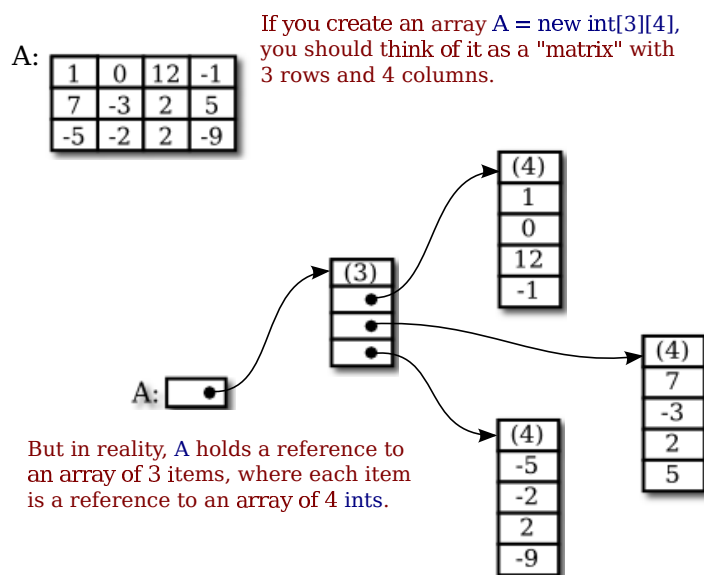 If you create an array A = new int[3][4],
you should think of it as a "matrix" with
3 rows and 4 columns.
A:
1 0 12 -1
7 -3 2 5
-5 -2 2 -9
A:
(3)
(4)
1
0
12
-1
(4)
7
-3
2
5
(4)
-5
-2
2
-9
But in reality, A holds a reference to
an array of 3 items, where each item
is a reference to an array of 4 ints.